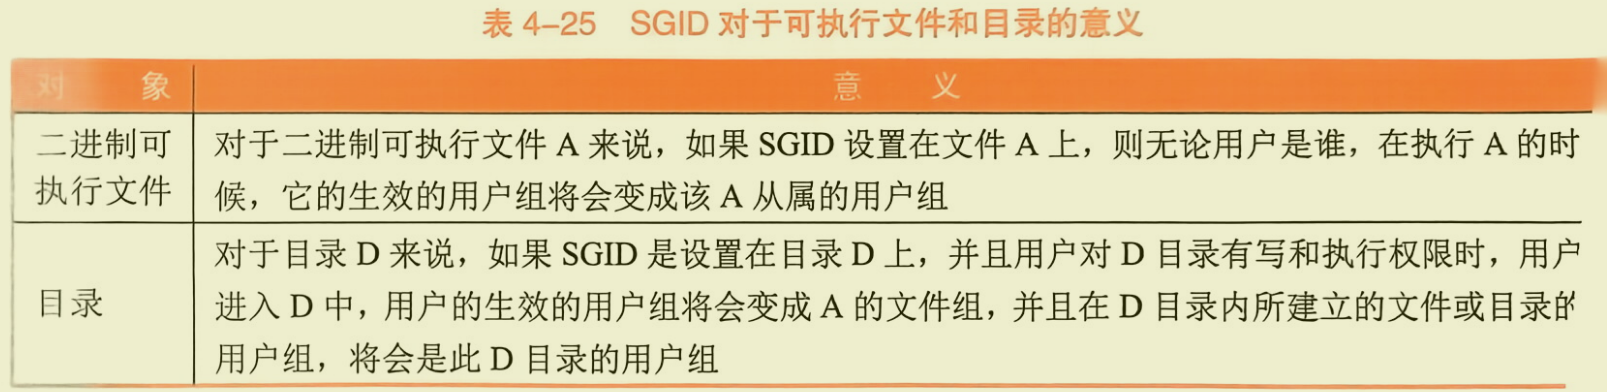 表 4-25 SGID 对于可执行文件和目录的意义
对 象
意 义
二进制可
执行文件
对于二进制可执行文件 A 来说，如果 SGID 设置在文件 A 上，则无论用户是谁，在执行 A 的时
候，它的生效的用户组将会变成该 A 从属的用户组
目录
对于目录 D 来说，如果 SGID 是设置在目录 D 上，并且用户对 D 目录有写和执行权限时，用户
进入 D 中，用户的生效的用户组将会变成 A 的文件组，并且在 D 目录内所建立的文件或目录的
用户组，将会是此 D 目录的用户组